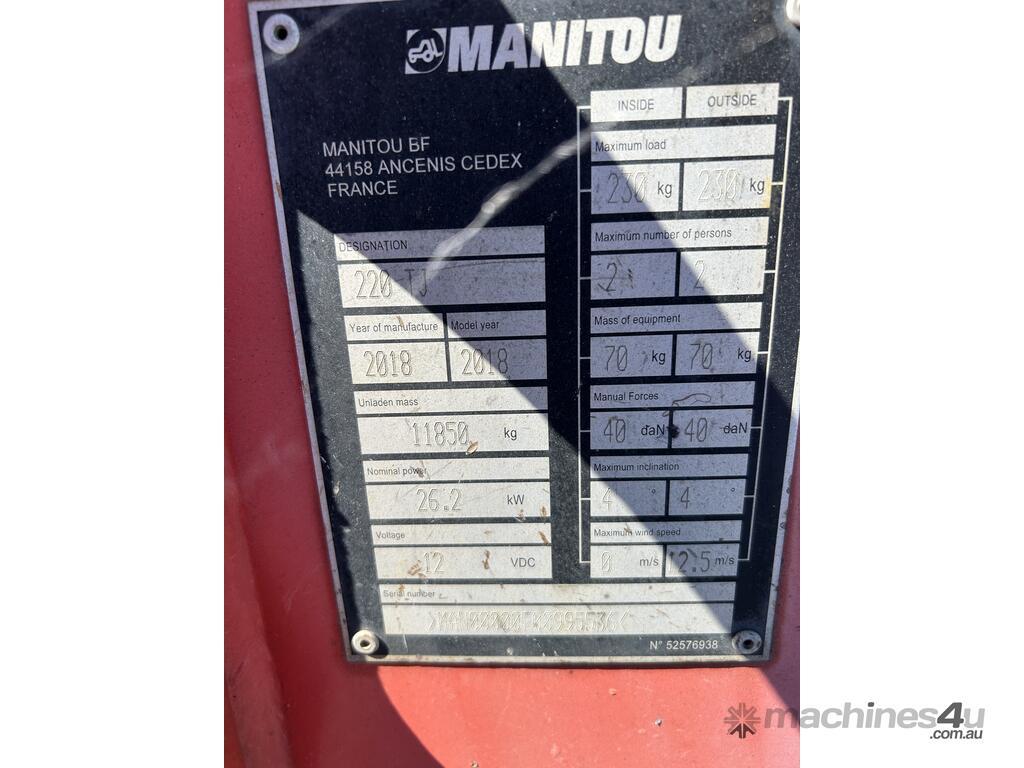 MANITOU
MANITOU BF
44158 ANCENIS CEDEX
FRANCE
DESIGNATION
220 TJ
Year of manufacture Model year
2018 2018
Unladen mass
11850 kg
Nominal power
26.2 kW
Voltage
12 VDC
Serial number
INSIDE OUTSIDE
Maximum load
230 kg 230 kg
Maximum number of persons
2 2
Mass of equipment
70 kg 70 kg
Manual Forces
40 daN 40 daN
Maximum inclination
4 ° 4 °
Maximum wind speed
0 m/s 12.5 m/s
N° 52576938
machines4u
.com.au